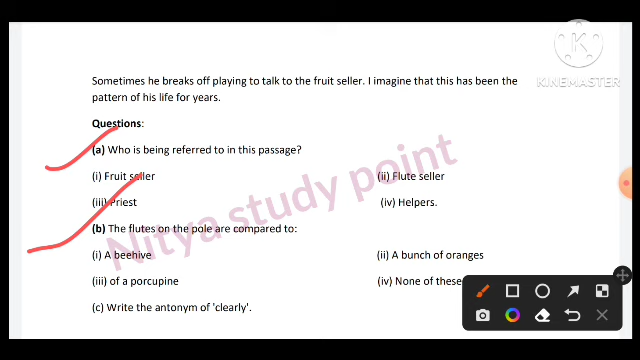 KINEMASTER
Sometimes he breaks off playing to talk to the fruit seller. I imagine that this has been the
pattern of his life for years.
Questions:
(a) Who is being referred to in this passage?
(i) Fruit seller (ii) Flute seller
(iii) Priest (iv) Helpers.
Nitya study point
(b) The flutes on the pole are compared to:
(i) A beehive (ii) A bunch of oranges
(iii) of a porcupine (iv) None of these
(c) Write the antonym of 'clearly'.